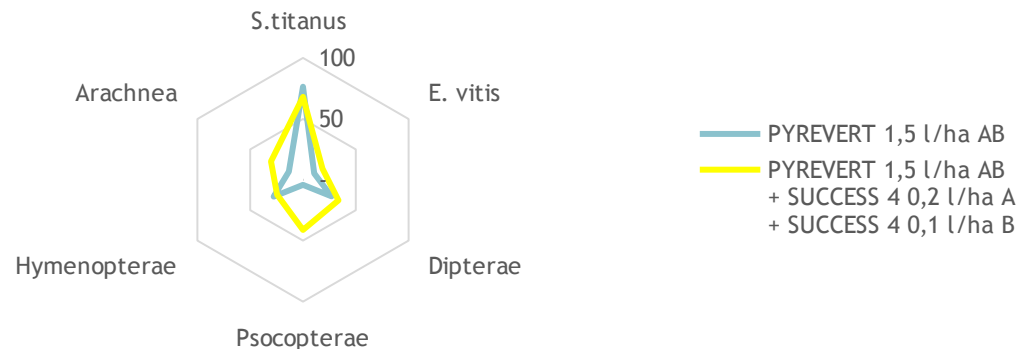 S.titanus
100
Arachnea
E. vitis
50
-
PYREVERT 1,5 l/ha AB
PYREVERT 1,5 l/ha AB
+ SUCCESS 4 0,2 l/ha A
+ SUCCESS 4 0,1 l/ha B
Hymenopterae
Dipterae
Psocopterae